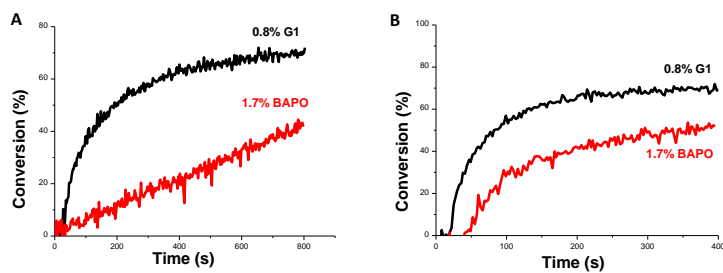 A
0.8% G1
1.7% BAPO
Conversion (%)
80
60
40
20
0
0 200 400 600 800
Time (s)
B
0.8% G1
1.7% BAPO
Conversion (%)
100
80
60
40
20
0
0 100 200 300 400
Time (s)